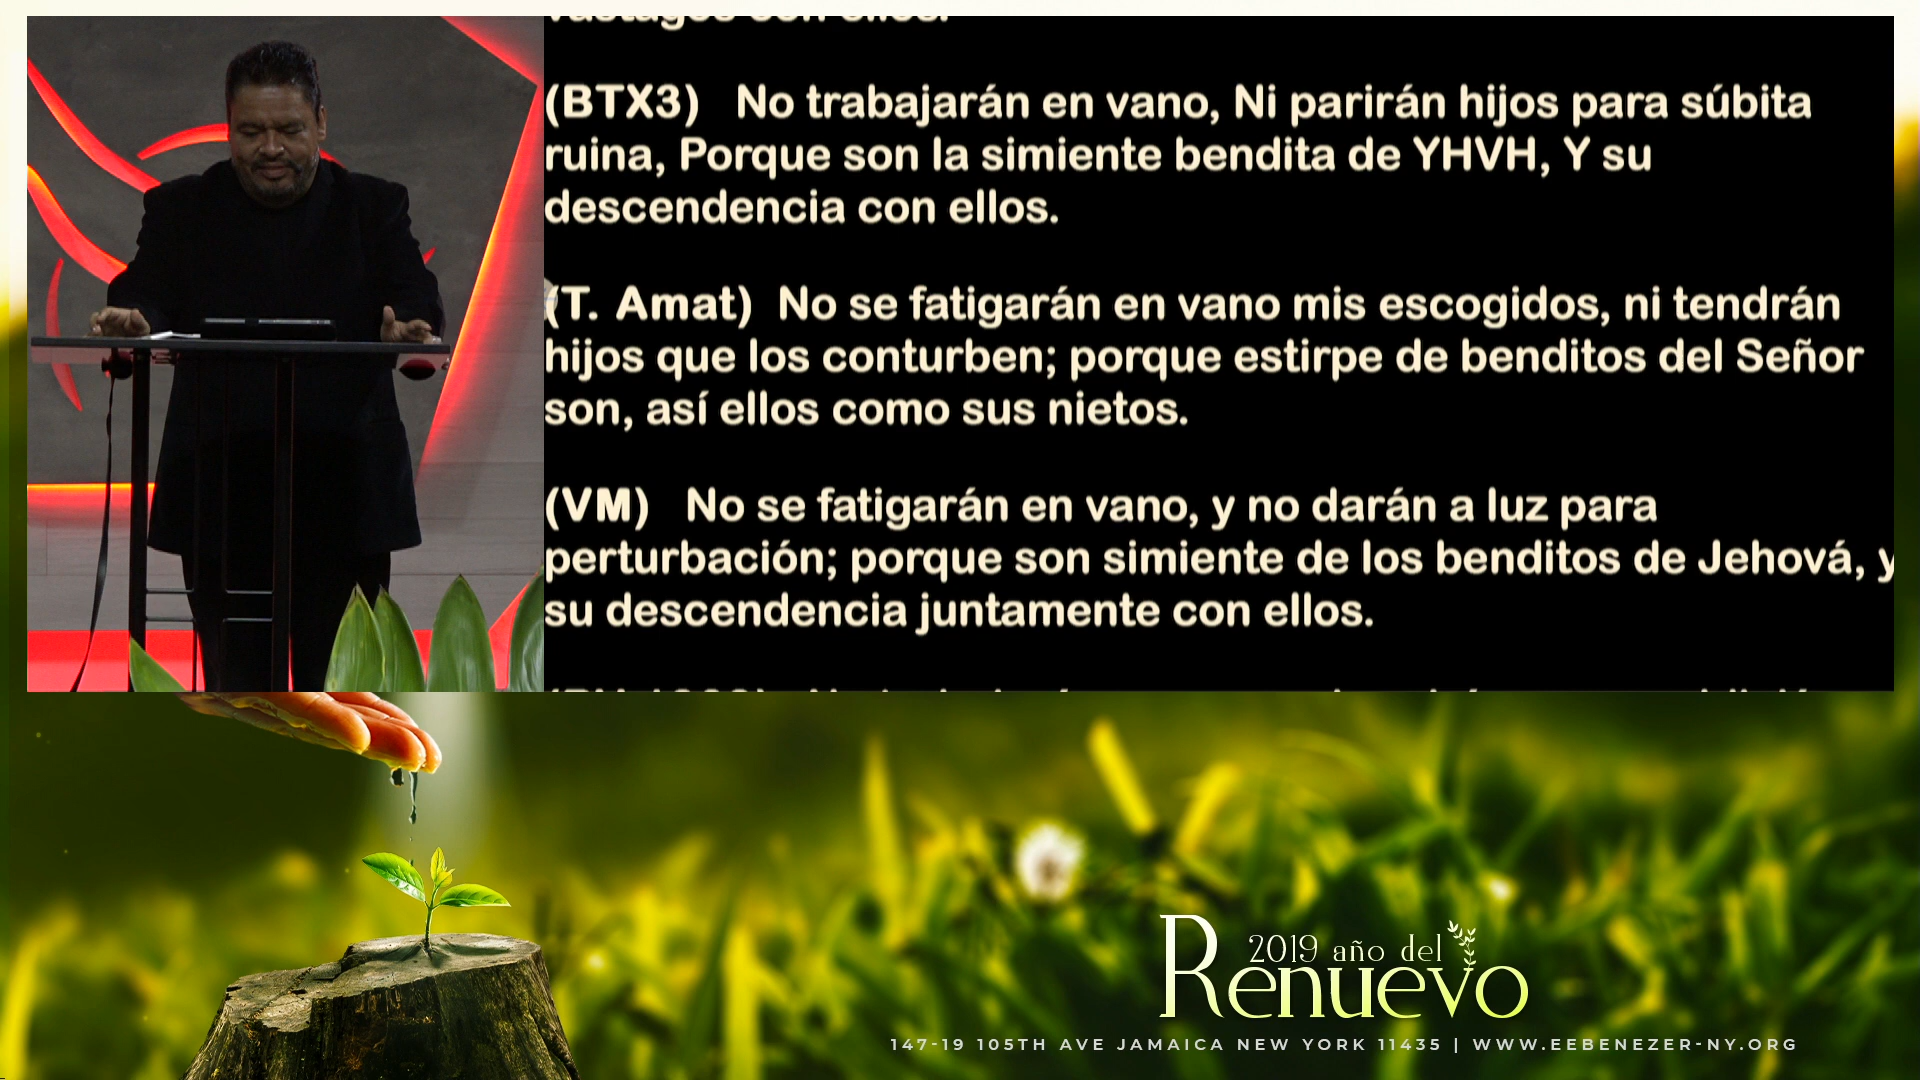 vástagos con ellos.
(BTX3) No trabajarán en vano, Ni parirán hijos para súbita
ruina, Porque son la simiente bendita de YHVH, Y su
descendencia con ellos.
(T. Amat) No se fatigarán en vano mis escogidos, ni tendrán
hijos que los conturben; porque estirpe de benditos del Señor
son, así ellos como sus nietos.
(VM) No se fatigarán en vano, y no darán a luz para
perturbación; porque son simiente de los benditos de Jehová, y
su descendencia juntamente con ellos.
2019 año del
Renuevo
147-19 105TH AVE JAMAICA NEW YORK 11435 | WWW.EEBENEZER-NY.ORG